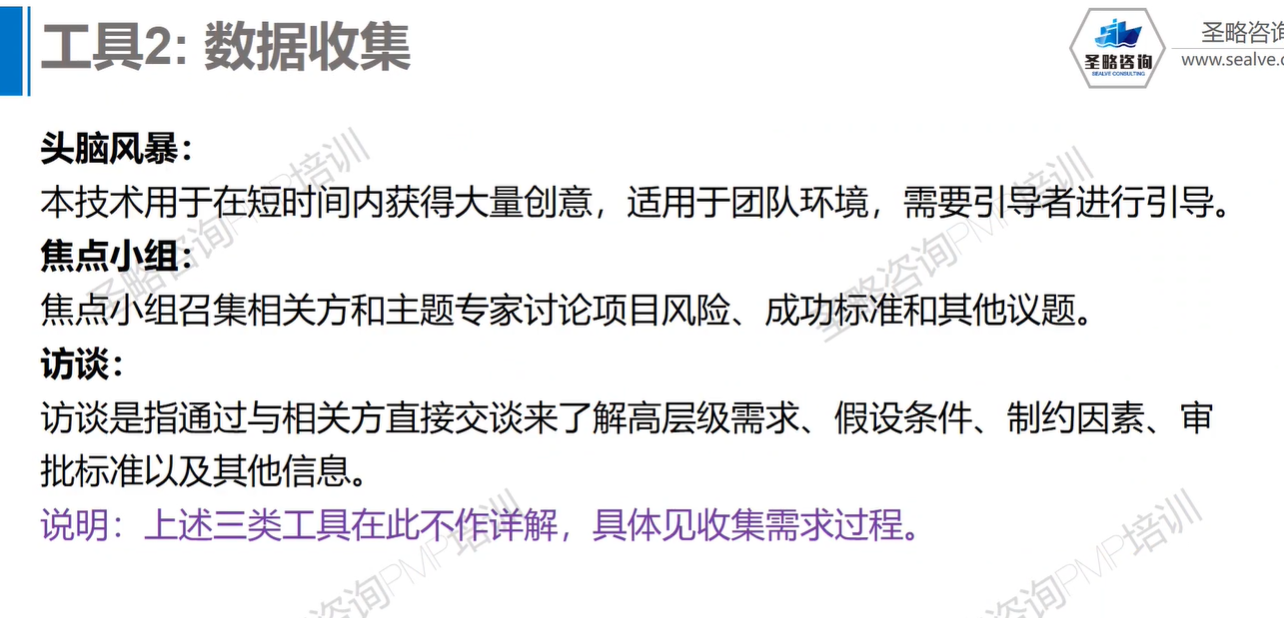 工具2: 数据收集
圣略咨询
SEALVE CONSULTING
圣略咨
www.sealve.
头脑风暴：
本技术用于在短时间内获得大量创意，适用于团队环境，需要引导者进行引导。
焦点小组：
焦点小组召集相关方和主题专家讨论项目风险、成功标准和其他议题。
访谈：
访谈是指通过与相关方直接交谈来了解高层级需求、假设条件、制约因素、审
批标准以及其他信息。
说明：上述三类工具在此不作详解，具体见收集需求过程。
圣略咨询PMP培训
圣略咨询PMP培训
咨询PMP培训
咨询PMP培训